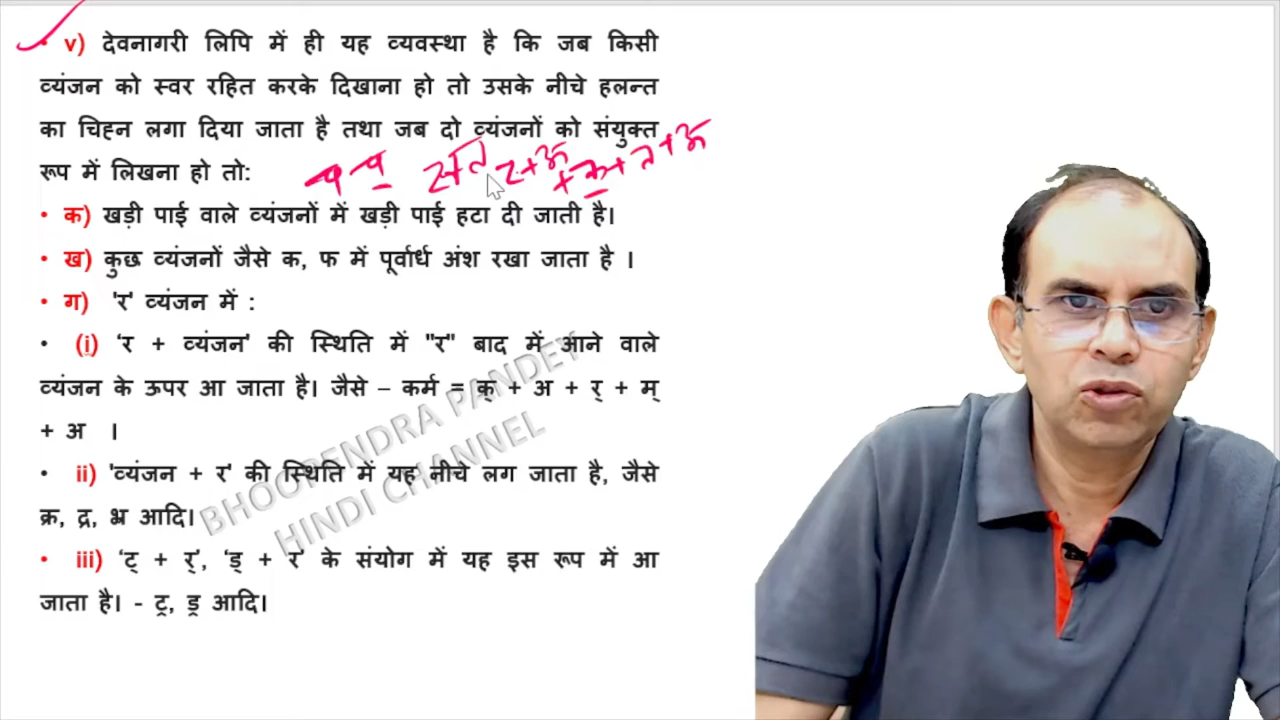 • v) देवनागरी लिपि में ही यह व्यवस्था है कि जब किसी
व्यंजन को स्वर रहित करके दिखाना हो तो उसके नीचे हलन्त
का चिह्न लगा दिया जाता है तथा जब दो व्यंजनों को संयुक्त
रूप में लिखना हो तो:
• क) खड़ी पाई वाले व्यंजनों में खड़ी पाई हटा दी जाती है।
• ख) कुछ व्यंजनों जैसे क, फ में पूर्वार्ध अंश रखा जाता है ।
• ग) 'र' व्यंजन में :
• (i) ‘र + व्यंजन' की स्थिति में "र" बाद में आने वाले
व्यंजन के ऊपर आ जाता है। जैसे – कर्म = क् + अ + र् + म्
+ अ ।
• ii) 'व्यंजन + र' की स्थिति में यह नीचे लग जाता है, जैसे
क्र, द्र, भ्र आदि।
• iii) ‘ट् + र्', ‘ड् + र' के संयोग में यह इस रूप में आ
जाता है। - ट्र, ड्र आदि।
BHOOPENDRA PANDEY
HINDI CHANNEL